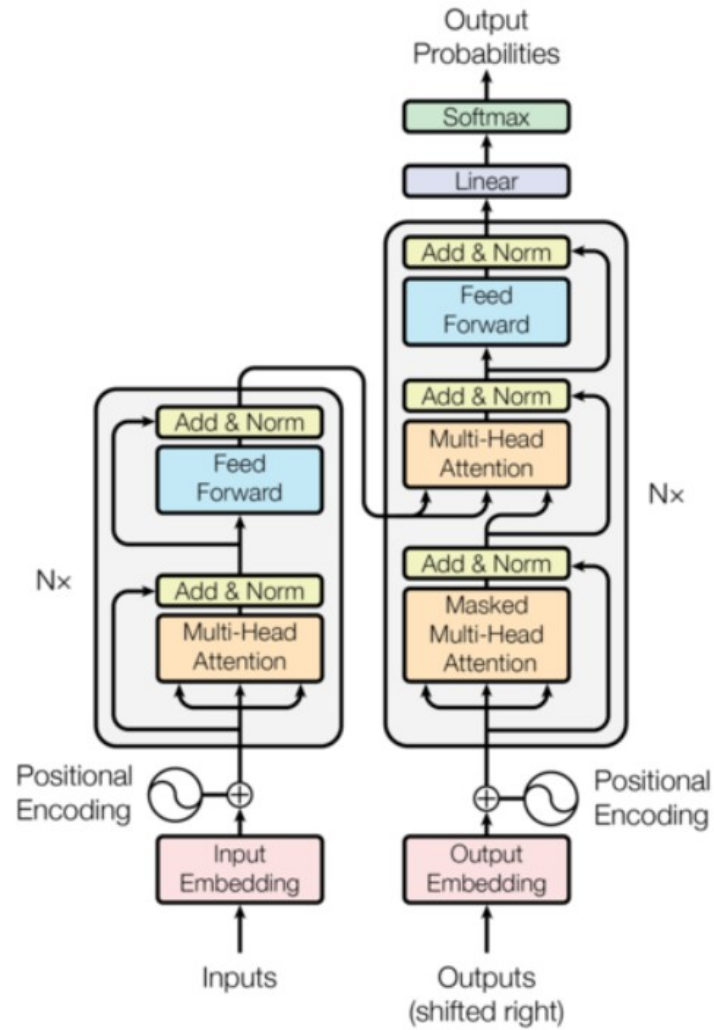 Output
Probabilities
Softmax
Linear
Add & Norm
Feed
Forward
Add & Norm
Multi-Head
Attention
Add & Norm
Masked
Multi-Head
Attention
N×
Add & Norm
Feed
Forward
Add & Norm
Multi-Head
Attention
N×
Positional
Encoding
Positional
Encoding
Input
Embedding
Output
Embedding
Inputs
Outputs
(shifted right)